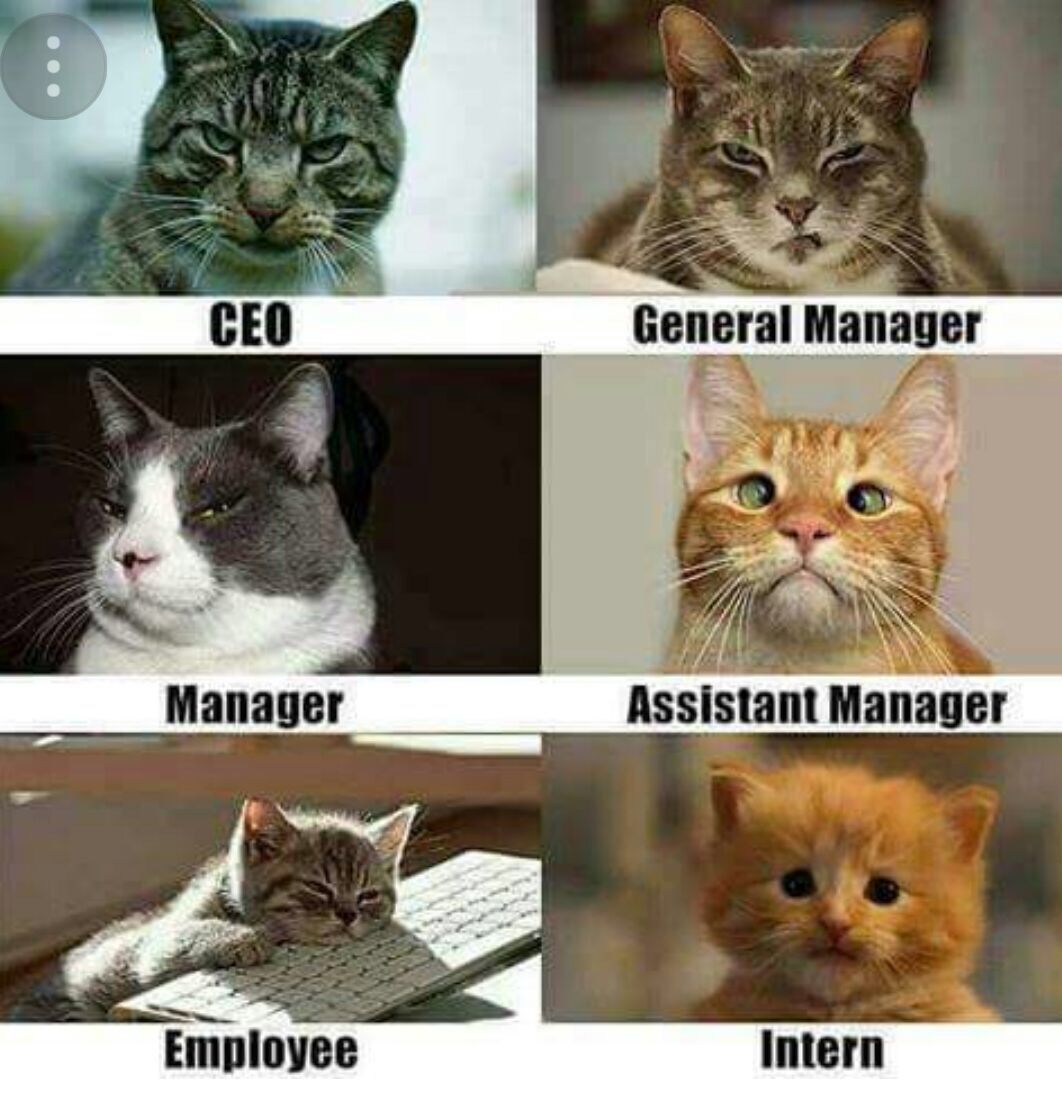 CEO
General Manager
Manager
Assistant Manager
Employee
Intern